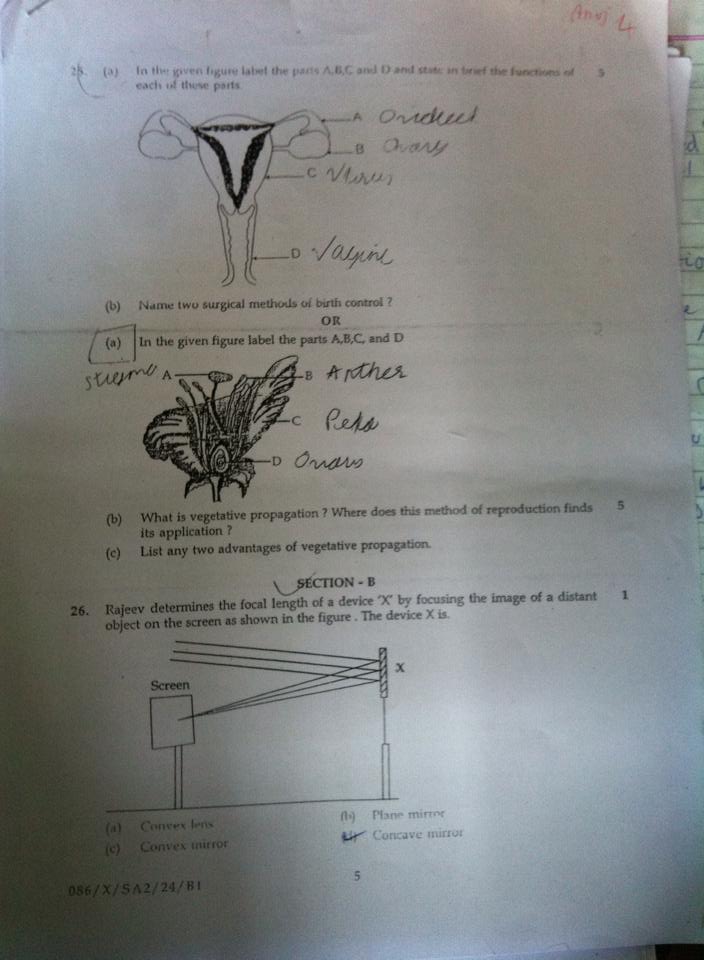 4
25. (a) In the given figure label the parts A,B,C and D and state in brief the functions of 5
each of these parts.
A Oviduct
B Ovary
C Uterus
D
(b) Name two surgical methods of birth control ?
OR
(a) In the given figure label the parts A,B,C, and D
A B Anther
C
D
(b) What is vegetative propagation ? Where does this method of reproduction finds 5
its application ?
(c) List any two advantages of vegetative propagation.
SECTION - B
26. Rajeev determines the focal length of a device 'X' by focusing the image of a distant 1
object on the screen as shown in the figure . The device X is.
X
Screen
(a) Convex lens (b) Plane mirror
(c) Convex mirror Concave mirror
5
086/X/SA2/24/B1